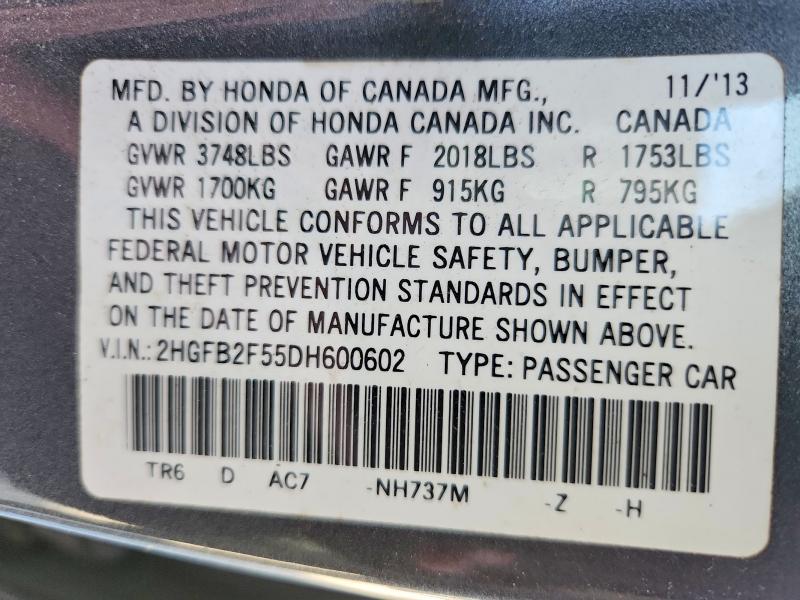 MFD. BY HONDA OF CANADA MFG., 11/'13
A DIVISION OF HONDA CANADA INC. CANADA
GVWR 3748LBS GAWR F 2018LBS R 1753LBS
GVWR 1700KG GAWR F 915KG R 795KG
THIS VEHICLE CONFORMS TO ALL APPLICABLE
FEDERAL MOTOR VEHICLE SAFETY, BUMPER,
AND THEFT PREVENTION STANDARDS IN EFFECT
ON THE DATE OF MANUFACTURE SHOWN ABOVE.
V.I.N.: 2HGFB2F55DH600602 TYPE: PASSENGER CAR
TR6 D AC7 -NH737M -Z -H